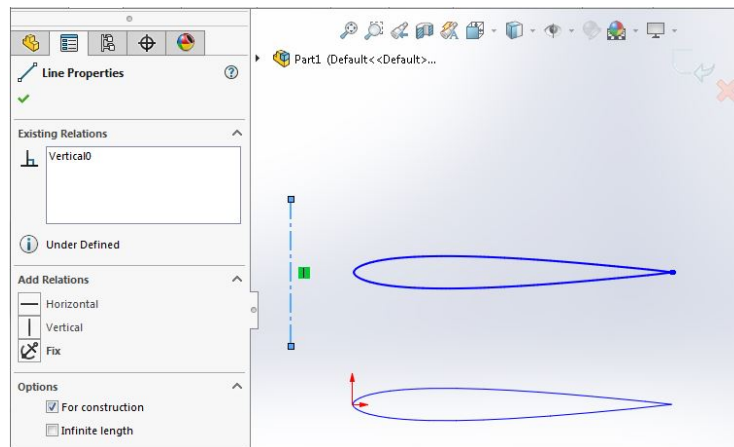 Line Properties
Part1 (Default<<Default>...
Existing Relations
Vertical0
Under Defined
Add Relations
Horizontal
Vertical
Fix
Options
For construction
Infinite length